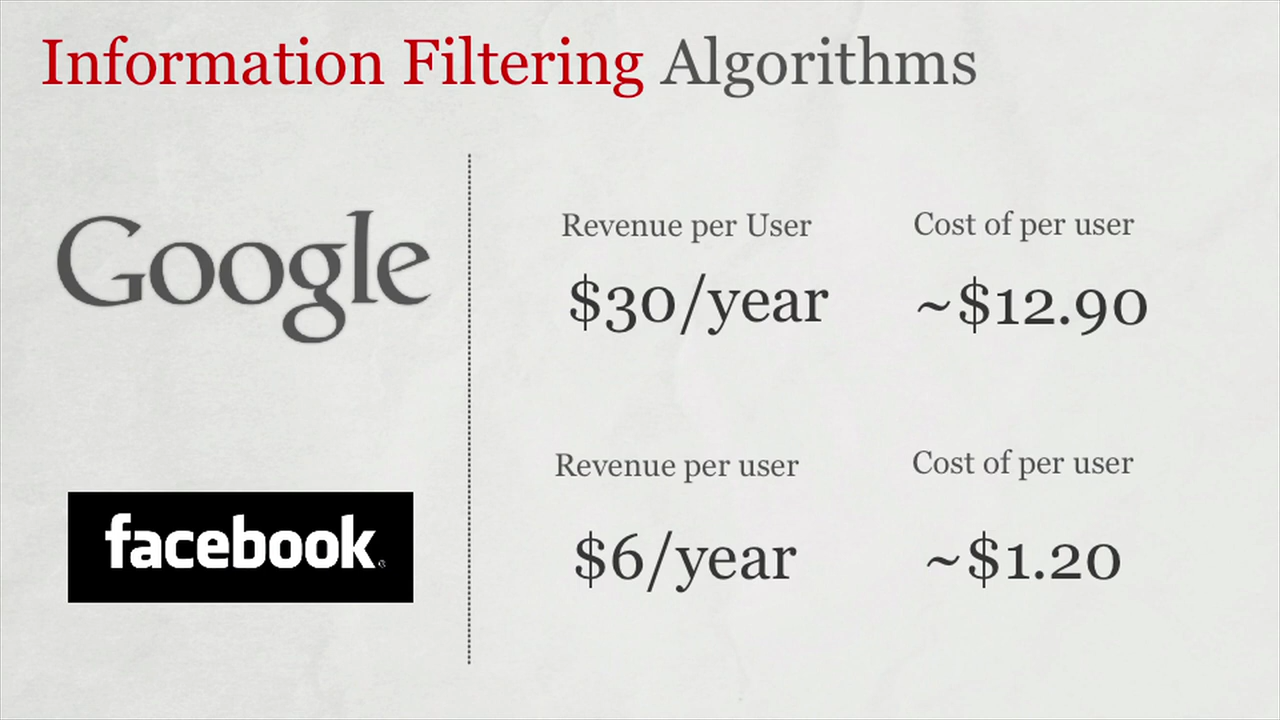 Information Filtering Algorithms
Google
Revenue per User
Cost of per user
$30/year
~$12.90
facebook
Revenue per user
Cost of per user
$6/year
~$1.20